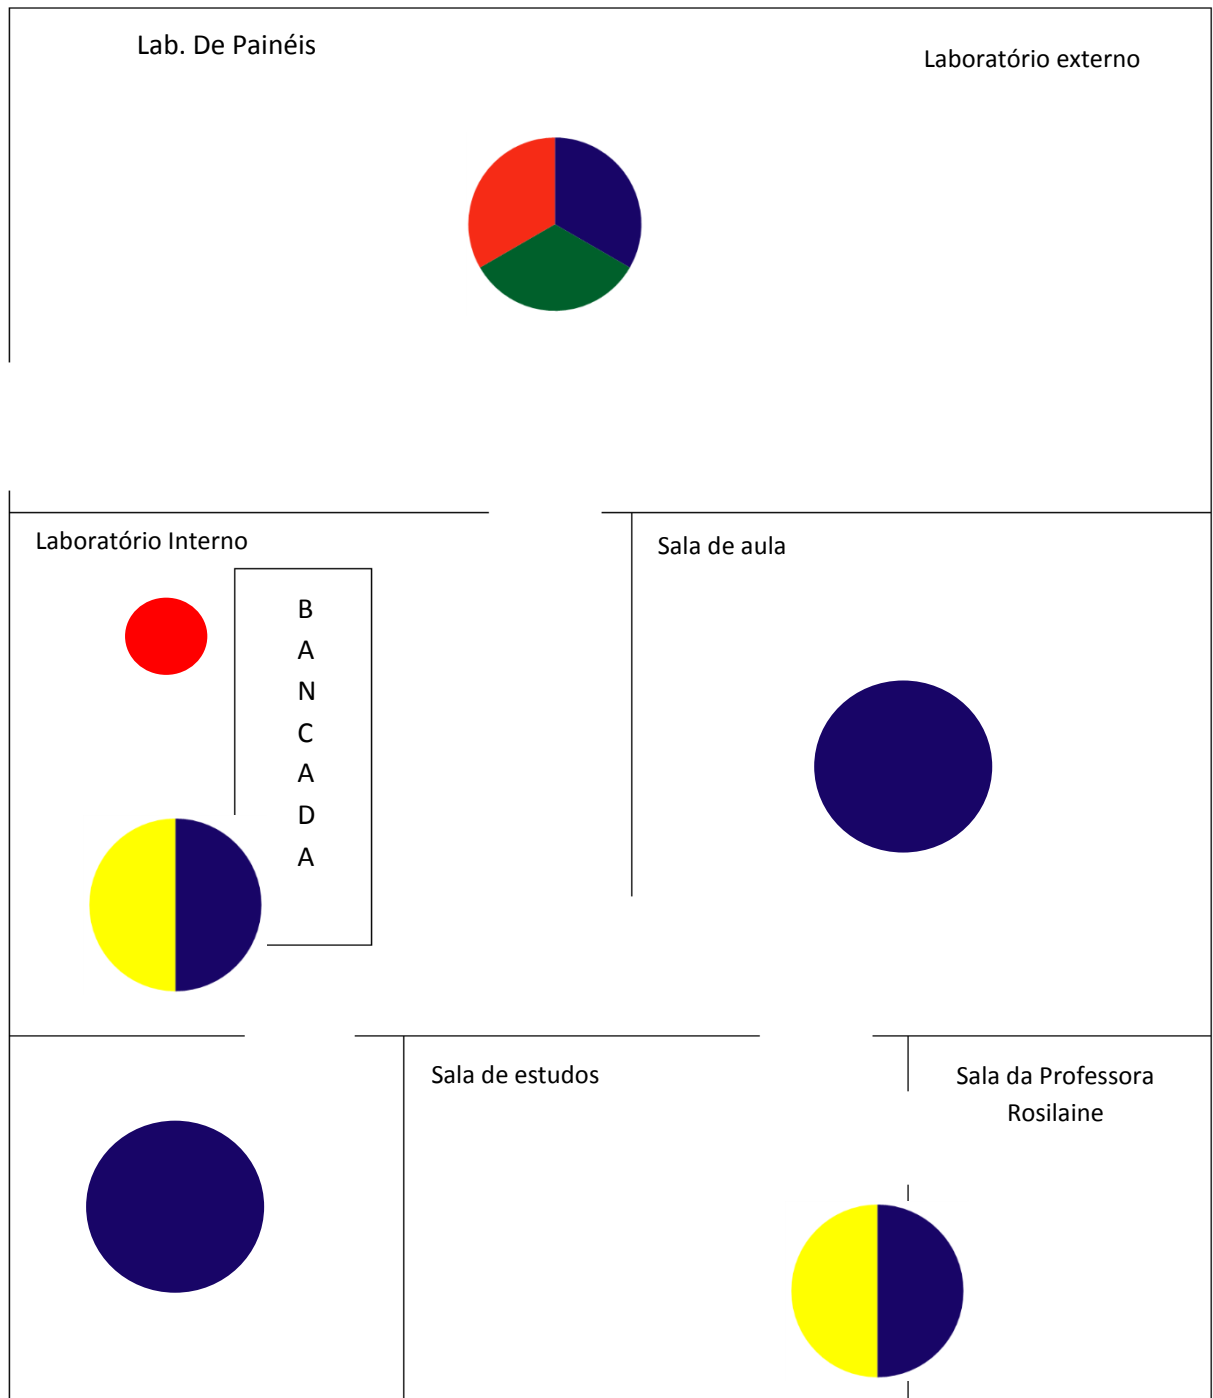 Lab. De Painéis
Laboratório externo
Laboratório Interno
Sala de aula
B
A
N
C
A
D
A
Sala de estudos
Sala da Professora
Rosilaine